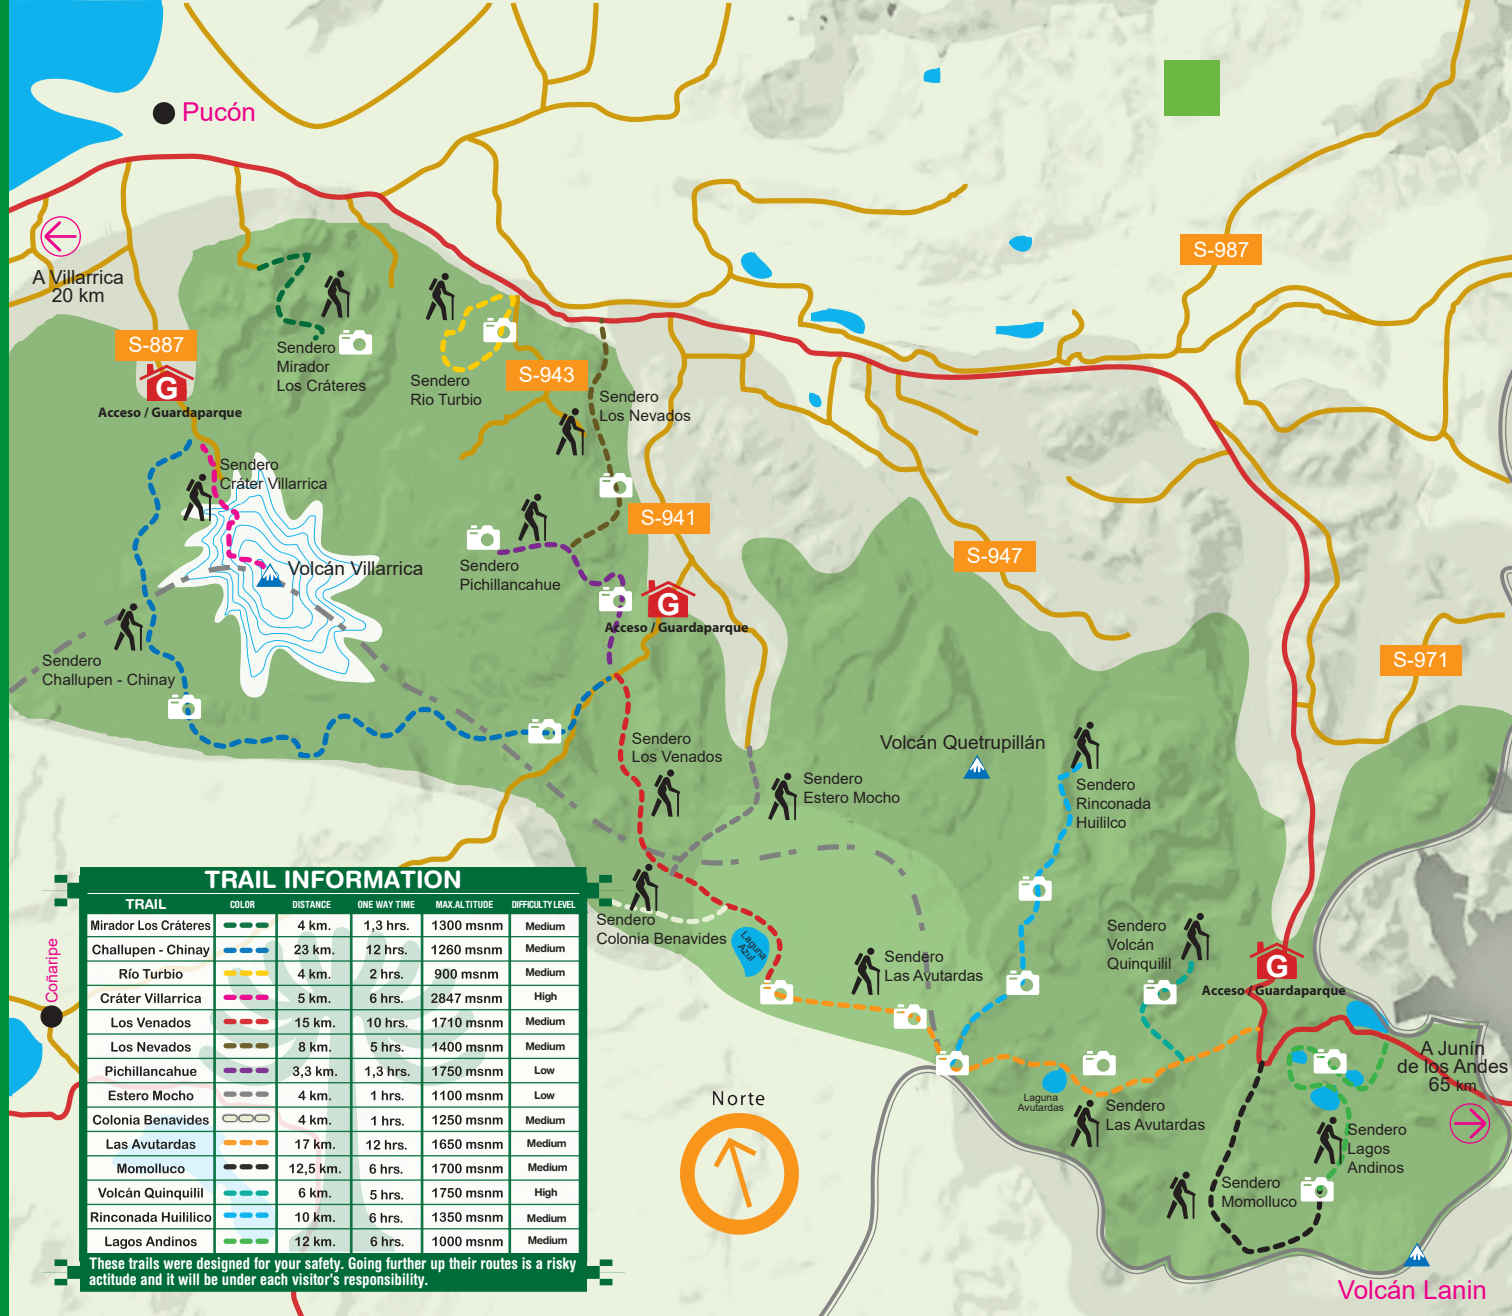 Pucón
A Villarrica
20 km
S-887
G
Acceso / Guardaparque
Sendero
Mirador
Los Cráteres
Sendero
Rio Turbio
S-943
Sendero
Los Nevados
S-987
Sendero
Cráter Villarrica
Volcán Villarrica
Sendero
Pichillancahue
S-941
G
Acceso / Guardaparque
S-947
S-971
Sendero
Challupen - Chinay
Sendero
Los Venados
Sendero
Estero Mocho
Volcán Quetrupillán
Sendero
Rinconada
Huililco
Sendero
Colonia Benavides
Laguna
Azul
Sendero
Las Avutardas
Sendero
Volcán
Quinquilil
G
Acceso / Guardaparque
A Junín
de los Andes
65 km
Laguna
Avutardas
Sendero
Las Avutardas
Sendero
Lagos
Andinos
Sendero
Momolluco
Volcán Lanin
Norte
Coñaripe
TRAIL INFORMATION
TRAIL COLOR DISTANCE ONE WAY TIME MAX.ALTITUDE DIFFICULTY LEVEL
Mirador Los Cráteres 4 km. 1,3 hrs. 1300 msnm Medium
Challupen - Chinay 23 km. 12 hrs. 1260 msnm Medium
Río Turbio 4 km. 2 hrs. 900 msnm Medium
Cráter Villarrica 5 km. 6 hrs. 2847 msnm High
Los Venados 15 km. 10 hrs. 1710 msnm Medium
Los Nevados 8 km. 5 hrs. 1400 msnm Medium
Pichillancahue 3,3 km. 1,3 hrs. 1750 msnm Low
Estero Mocho 4 km. 1 hrs. 1100 msnm Low
Colonia Benavides 4 km. 1 hrs. 1250 msnm Medium
Las Avutardas 17 km. 12 hrs. 1650 msnm Medium
Momolluco 12,5 km. 6 hrs. 1700 msnm Medium
Volcán Quinquilil 6 km. 5 hrs. 1750 msnm High
Rinconada Huililico 10 km. 6 hrs. 1350 msnm Medium
Lagos Andinos 12 km. 6 hrs. 1000 msnm Medium
These trails were designed for your safety. Going further up their routes is a risky
actitude and it will be under each visitor's responsibility.